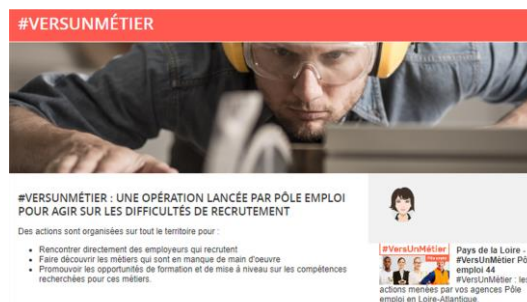 #VERSUNMÉTIER
#VERSUNMÉTIER : UNE OPÉRATION LANCÉE PAR PÔLE EMPLOI
POUR AGIR SUR LES DIFFICULTÉS DE RECRUTEMENT
Des actions sont organisées sur tout le territoire pour :
Rencontrer directement des employeurs qui recrutent
Faire découvrir les métiers qui sont en manque de main d'oeuvre
Promouvoir les opportunités de formation et de mise à niveau sur les compétences
recherchées pour ces métiers.
#VersUnMétier
Pays de la Loire -
#VersUnMétier Pô
emploi 44
#VersUnMétier : les
actions menées par vos agences Pôle
emploi en Loire-Atlantique